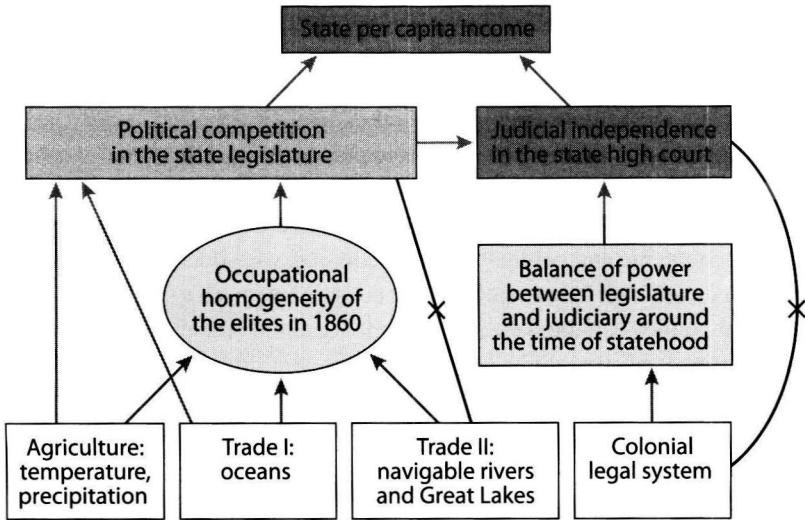 State per capita income
Political competition
in the state legislature
Judicial independence
in the state high court
Occupational
homogeneity of
the elites in 1860
Balance of power
between legislature
and judiciary around
the time of statehood
Agriculture:
temperature,
precipitation
Trade I:
oceans
Trade II:
navigable rivers
and Great Lakes
Colonial
legal system